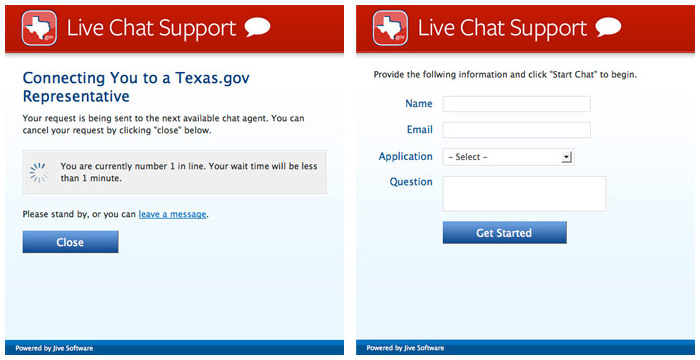 gov
Live Chat Support
Connecting You to a Texas.gov
Representative
Your request is being sent to the next available chat agent. You can
cancel your request by clicking "close" below.
You are currently number 1 in line. Your wait time will be less
than 1 minute.
Please stand by, or you can leave a message.
Close
Powered by Jive Software
gov
Live Chat Support
Provide the follwing information and click "Start Chat" to begin.
Name
Email
Application
- Select -
Question
Get Started
Powered by Jive Software